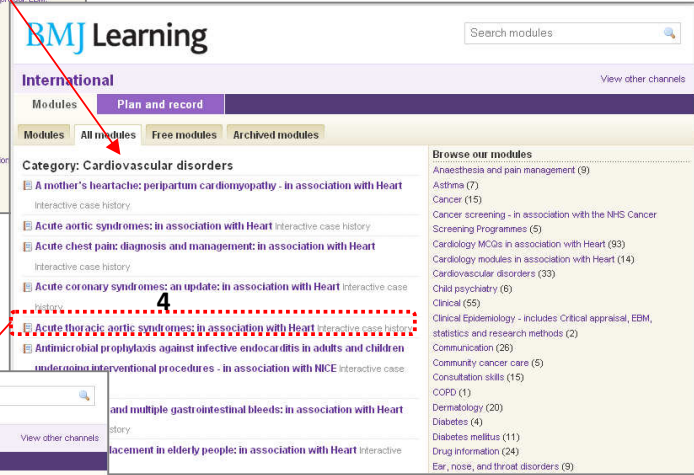 BMJ Learning
Search modules
International
View other channels
Modules Plan and record
Modules All modules Free modules Archived modules
Category: Cardiovascular disorders
A mother's heartache: peripartum cardiomyopathy - in association with Heart
Interactive case history
Acute aortic syndromes: in association with Heart Interactive case history
Acute chest pain: diagnosis and management: in association with Heart
Interactive case history
Acute coronary syndromes: an update: in association with Heart Interactive case
history
4
Acute thoracic aortic syndromes: in association with Heart Interactive case history
Antimicrobial prophylaxis against infective endocarditis in adults and children
undergoing interventional procedures - in association with NICE Interactive case
and multiple gastrointestinal bleeds: in association with Heart
story
lacement in elderly people: in association with Heart Interactive
View other channels
Browse our modules
Anaesthesia and pain management (9)
Asthma (7)
Cancer (15)
Cancer screening - in association with the NHS Cancer
Screening Programmes (5)
Cardiology MCQs in association with Heart (93)
Cardiology modules in association with Heart (14)
Cardiovascular disorders (33)
Child psychiatry (6)
Clinical (55)
Clinical Epidemiology - includes Critical appraisal, EBM,
statistics and research methods (2)
Communication (26)
Community cancer care (5)
Consultation skills (15)
COPD (1)
Dermatology (20)
Diabetes (4)
Diabetes mellitus (11)
Drug information (24)
Ear, nose, and throat disorders (9)